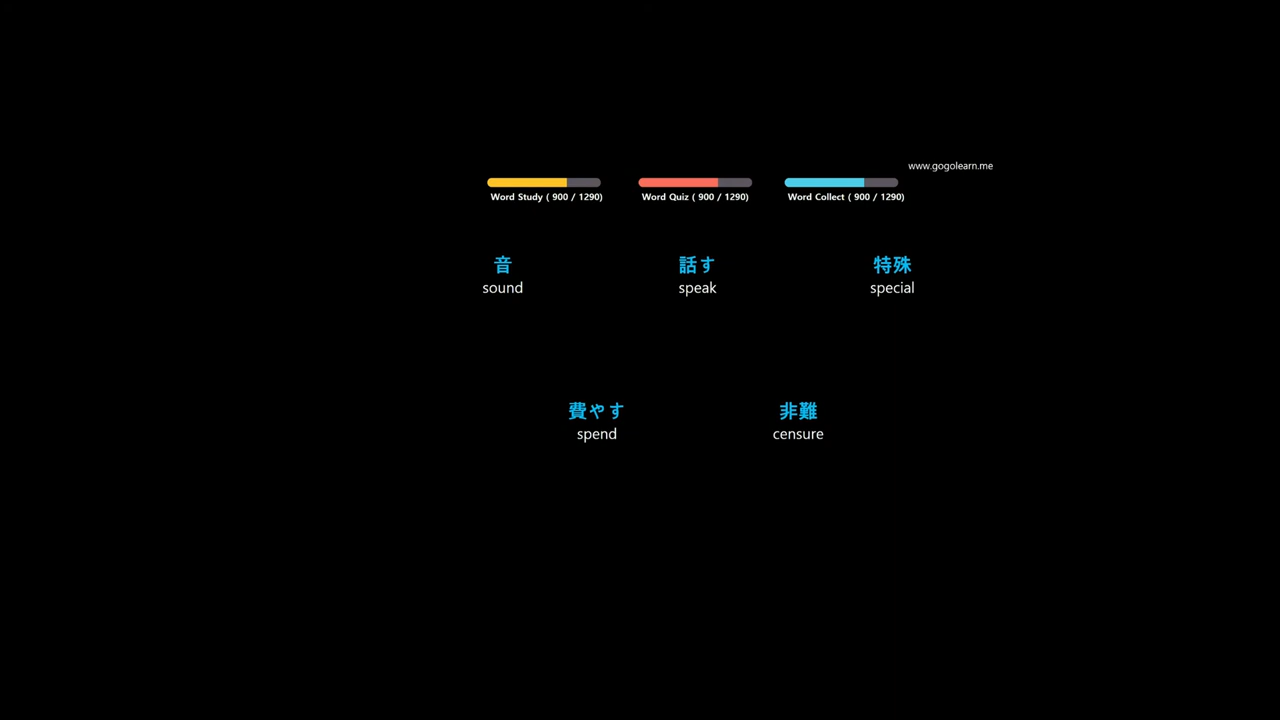 www.gogolearn.me
Word Study ( 900 / 1290)
Word Quiz ( 900 / 1290)
Word Collect ( 900 / 1290)
音
sound
話す
speak
特殊
special
費やす
spend
非難
censure